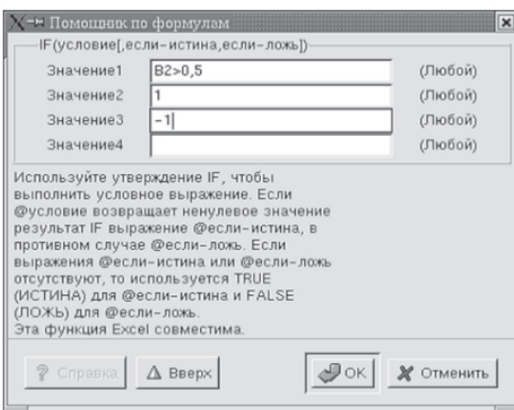 Помощник по формулам
IF(условие[,если-истина,если-ложь])
Значение1 B2>0,5 (Любой)
Значение2 1 (Любой)
Значение3 -1 (Любой)
Значение4 (Любой)
Используйте утверждение IF, чтобы
выполнить условное выражение. Если
@условие возвращает ненулевое значение
результат IF выражение @если-истина, в
противном случае @если-ложь. Если
выражения @если-истина или @если-ложь
отсутствуют, то используется TRUE
(ИСТИНА) для @если-истина и FALSE
(ЛОЖЬ) для @если-ложь.
Эта функция Excel совместима.
Справка Вверх OK Отменить